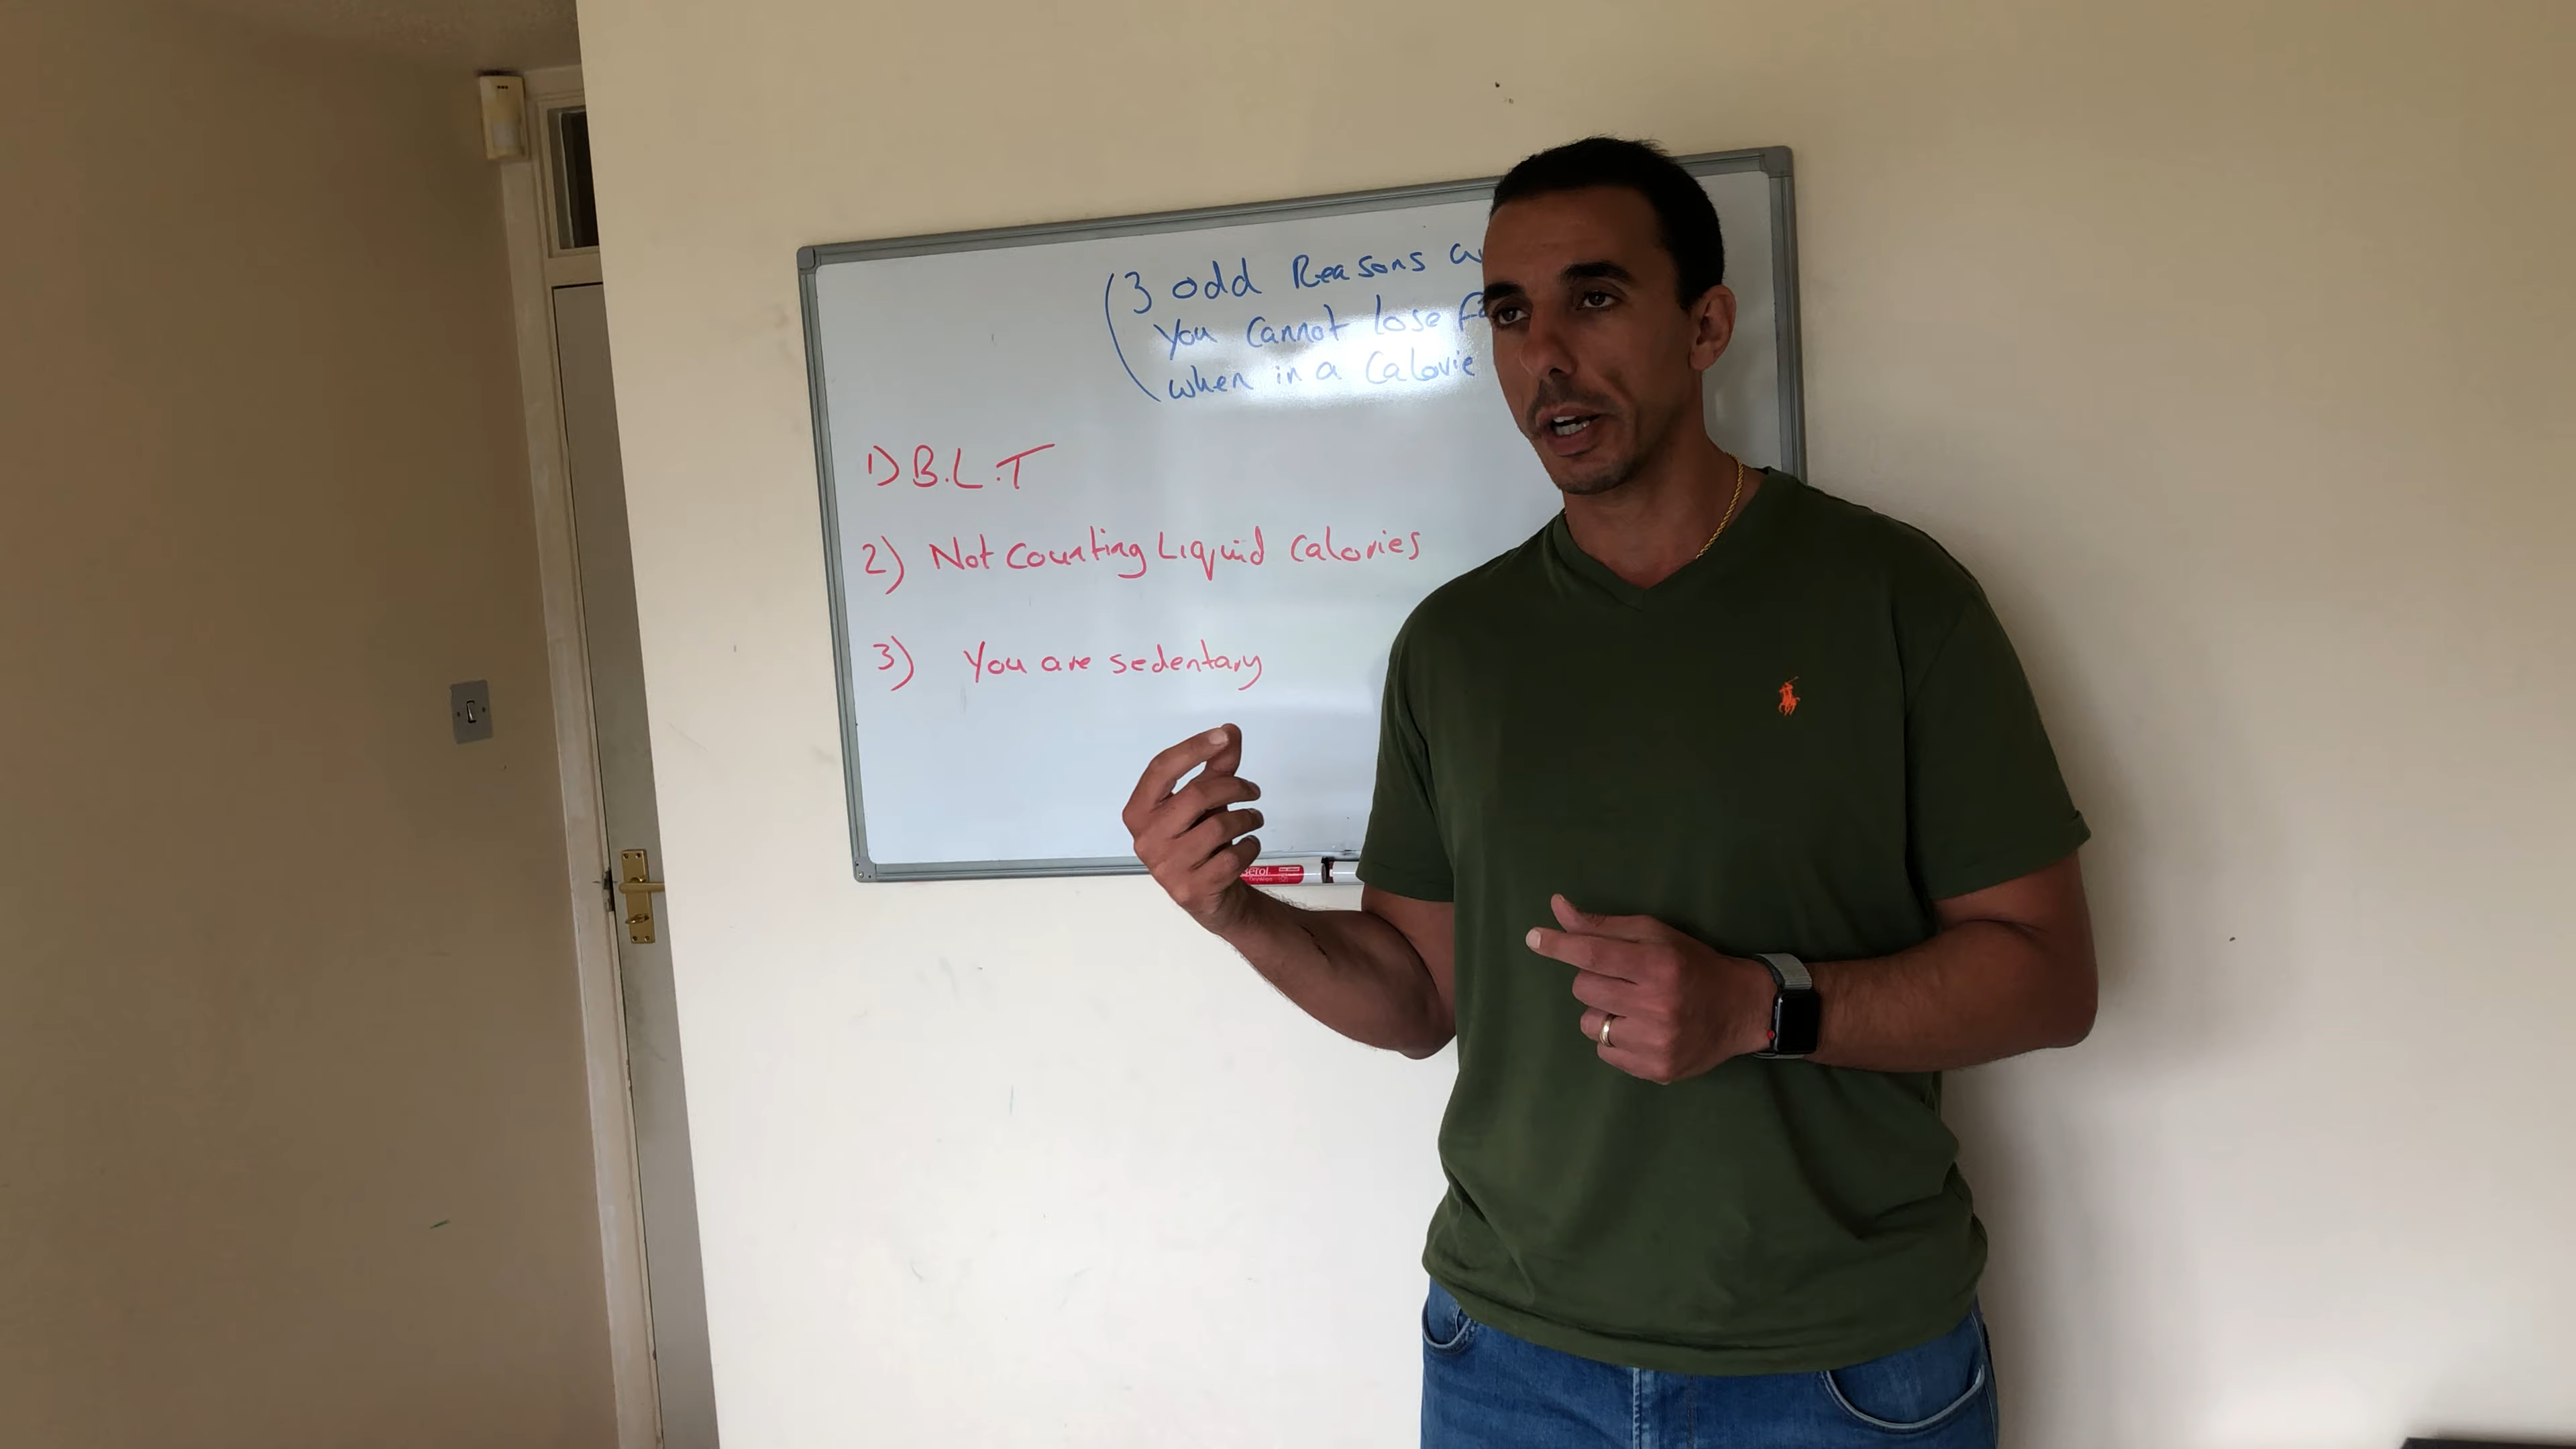 (3 odd Reasons
You Cannot lose
when in a Calorie
1) B.L.T
2) Not Counting Liquid Calories
3) You are sedentary